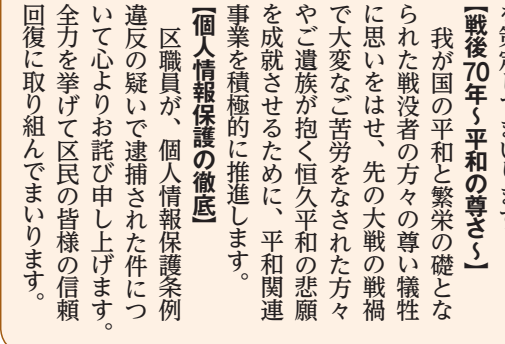 【戦後70年～平和の尊さ～】
　我が国の平和と繁栄の礎とな
られた戦没者の方々の尊い犠牲
に思いをはせ、先の大戦の戦禍
で大変なご苦労をなされた方々
やご遺族が抱く恒久平和の悲願
を成就させるために、平和関連
事業を積極的に推進します。
【個人情報保護の徹底】
　区職員が、個人情報保護条例
違反の疑いで逮捕された件につ
いて心よりお詫び申し上げます。
全力を挙げて区民の皆様の信頼
回復に取り組んでまいります。